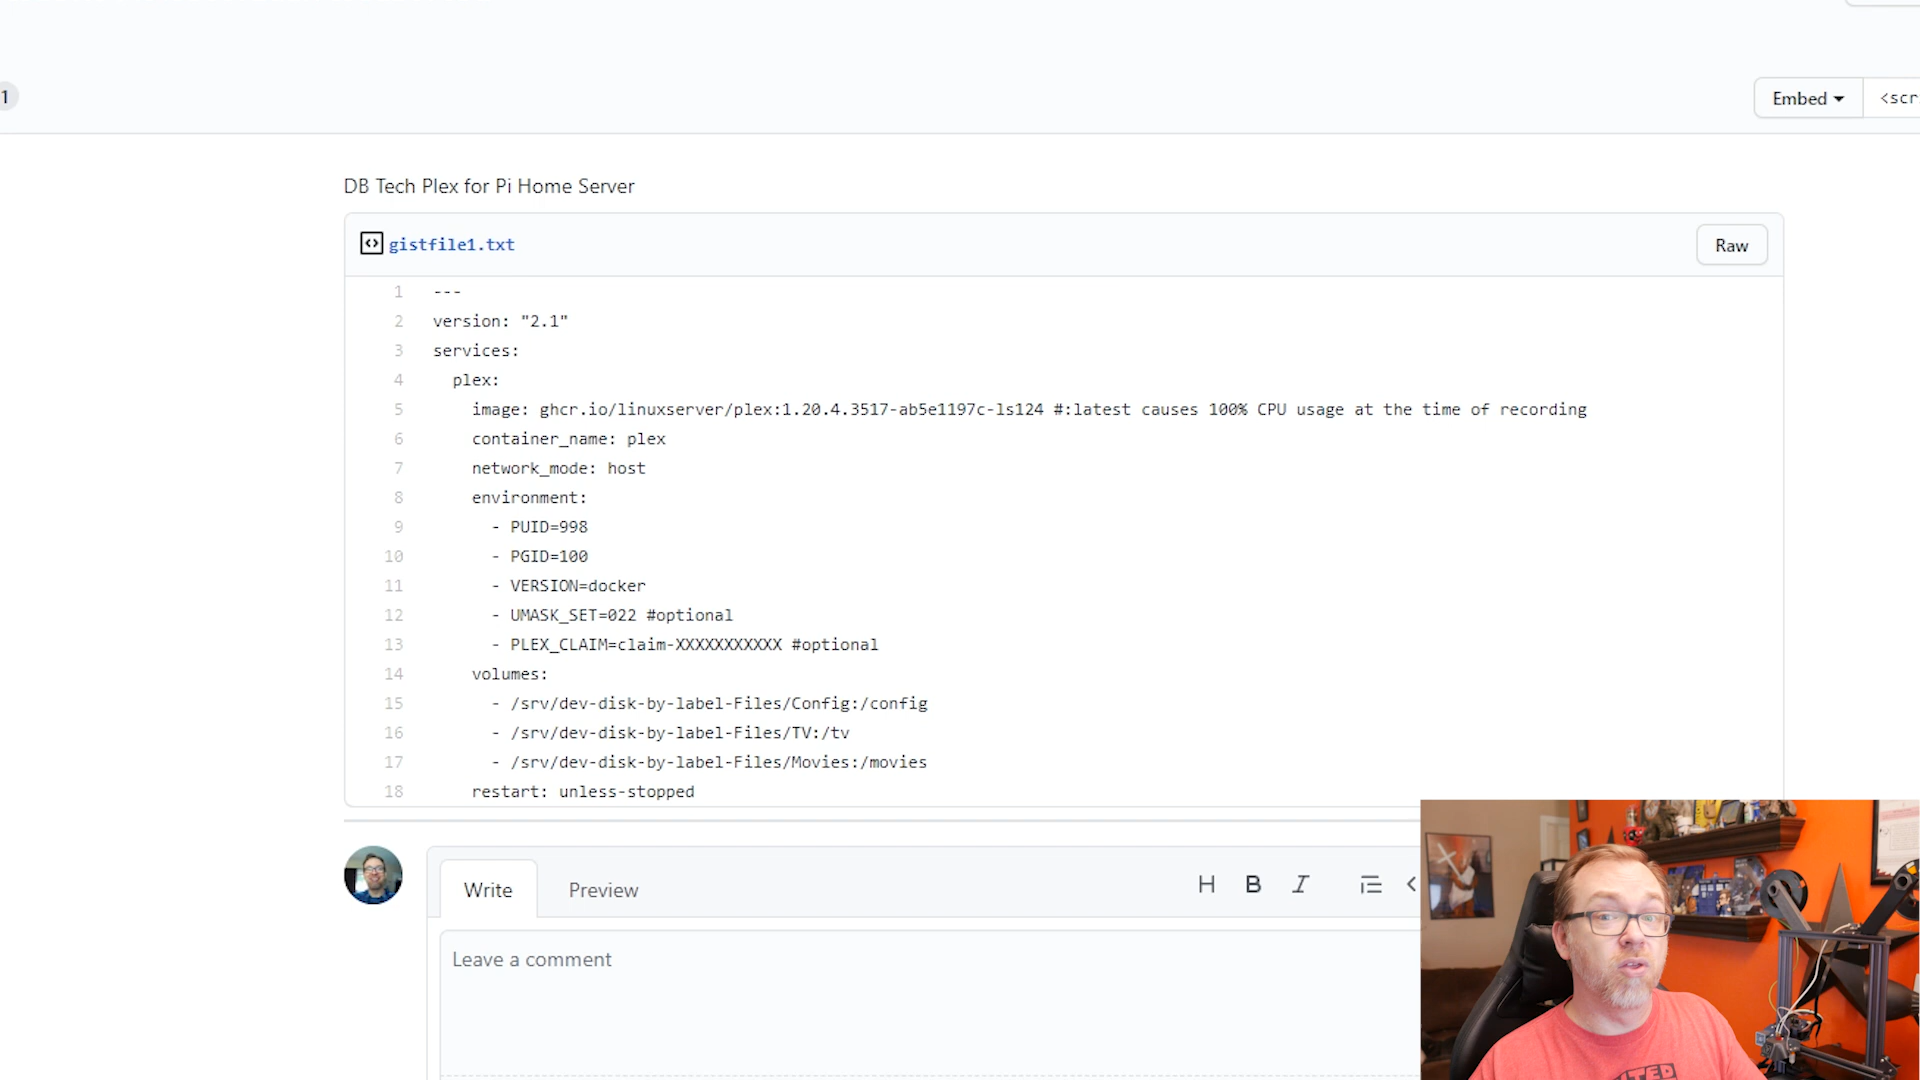 1
Embed
<scr
DB Tech Plex for Pi Home Server
gistfile1.txt
Raw
1 ---
2 version: "2.1"
3 services:
4 plex:
5 image: ghcr.io/linuxserver/plex:1.20.4.3517-ab5e1197c-ls124 #:latest causes 100% CPU usage at the time of recording
6 container_name: plex
7 network_mode: host
8 environment:
9 - PUID=998
10 - PGID=100
11 - VERSION=docker
12 - UMASK_SET=022 #optional
13 - PLEX_CLAIM=claim-XXXXXXXXXXX #optional
14 volumes:
15 - /srv/dev-disk-by-label-Files/Config:/config
16 - /srv/dev-disk-by-label-Files/TV:/tv
17 - /srv/dev-disk-by-label-Files/Movies:/movies
18 restart: unless-stopped
Write Preview H B I
Leave a comment